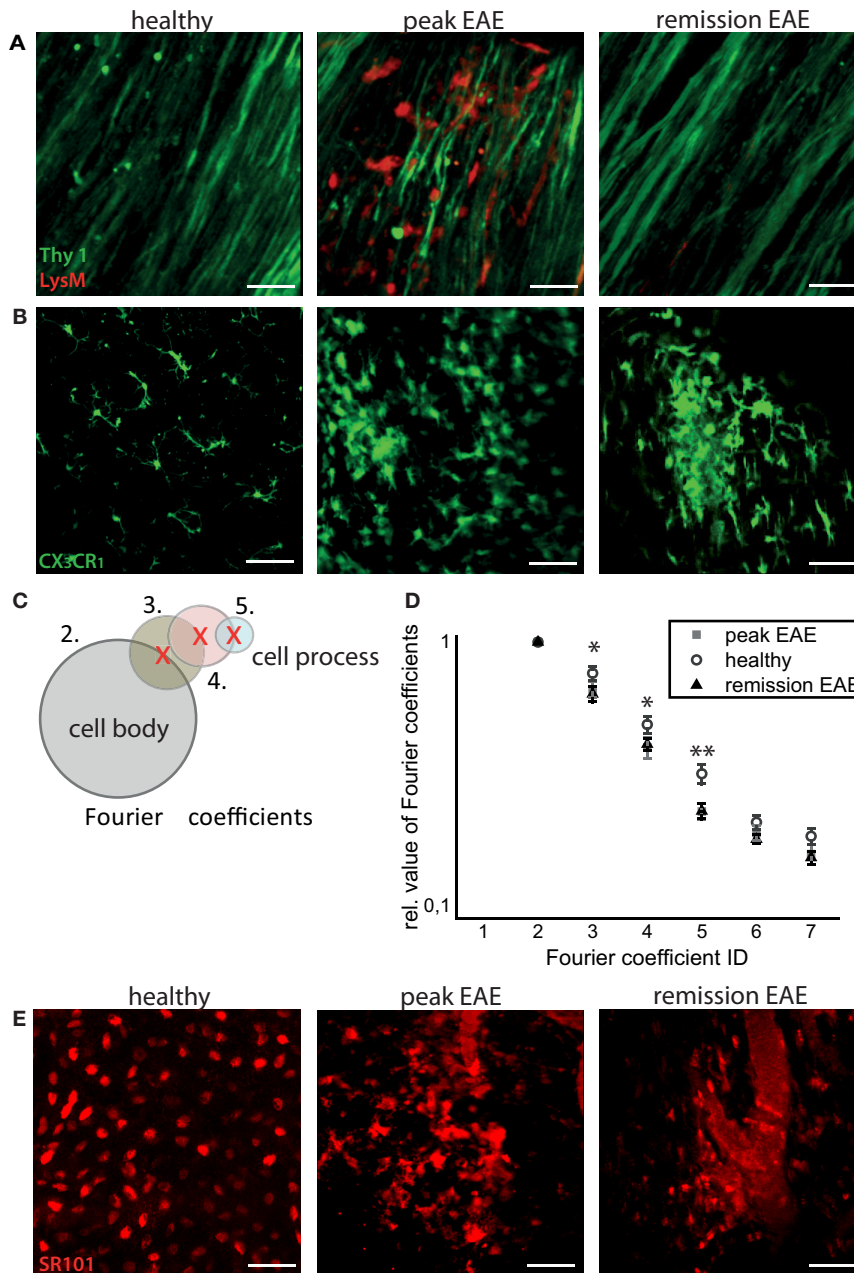 healthy peak EAE remission EAE
A
Thy 1
LysM
B
CX3CR1
C
2. 3. 4. 5.
X X X
cell process
cell body
Fourier coefficients
D
peak EAE
healthy
remission EAE
* * **
rel. value of Fourier coefficients
1
0,1
1 2 3 4 5 6 7
Fourier coefficient ID
healthy peak EAE remission EAE
E
SR101